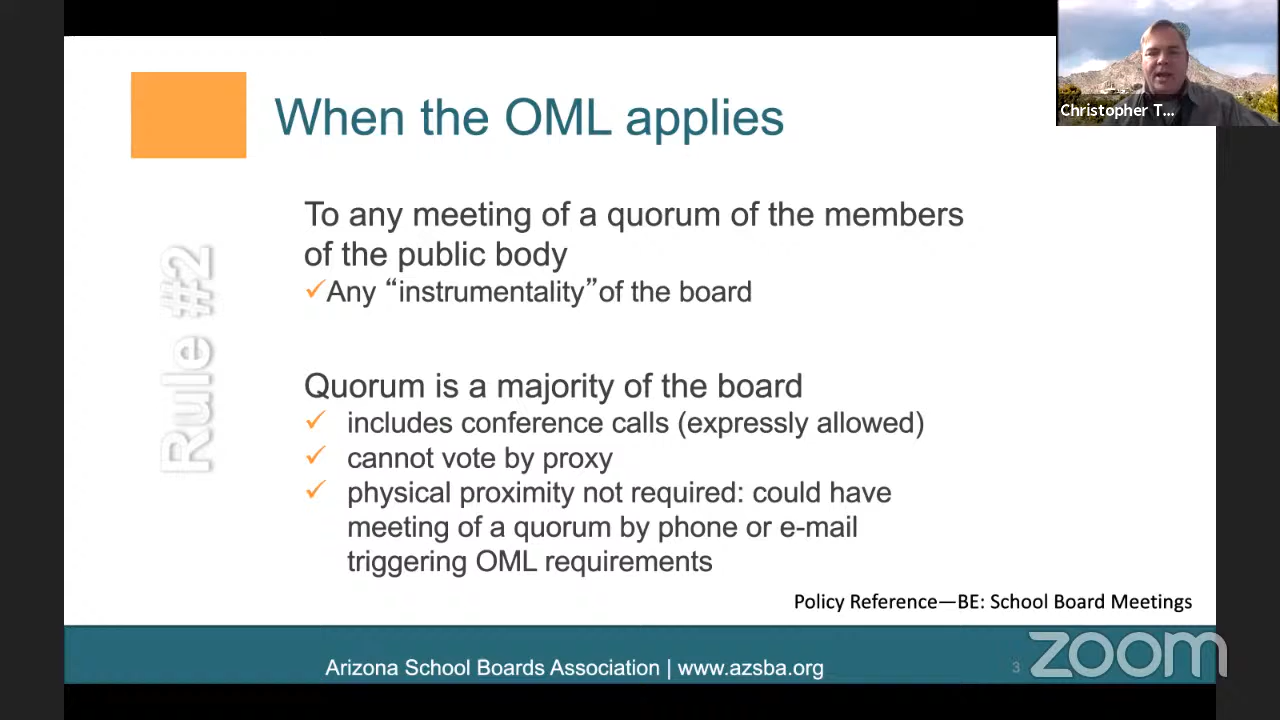 Christopher T...
When the OML applies
Rule #2
To any meeting of a quorum of the members
of the public body
✓Any “instrumentality”of the board
Quorum is a majority of the board
✓ includes conference calls (expressly allowed)
✓ cannot vote by proxy
✓ physical proximity not required: could have
meeting of a quorum by phone or e-mail
triggering OML requirements
Policy Reference—BE: School Board Meetings
Arizona School Boards Association | www.azsba.org
3
zoom